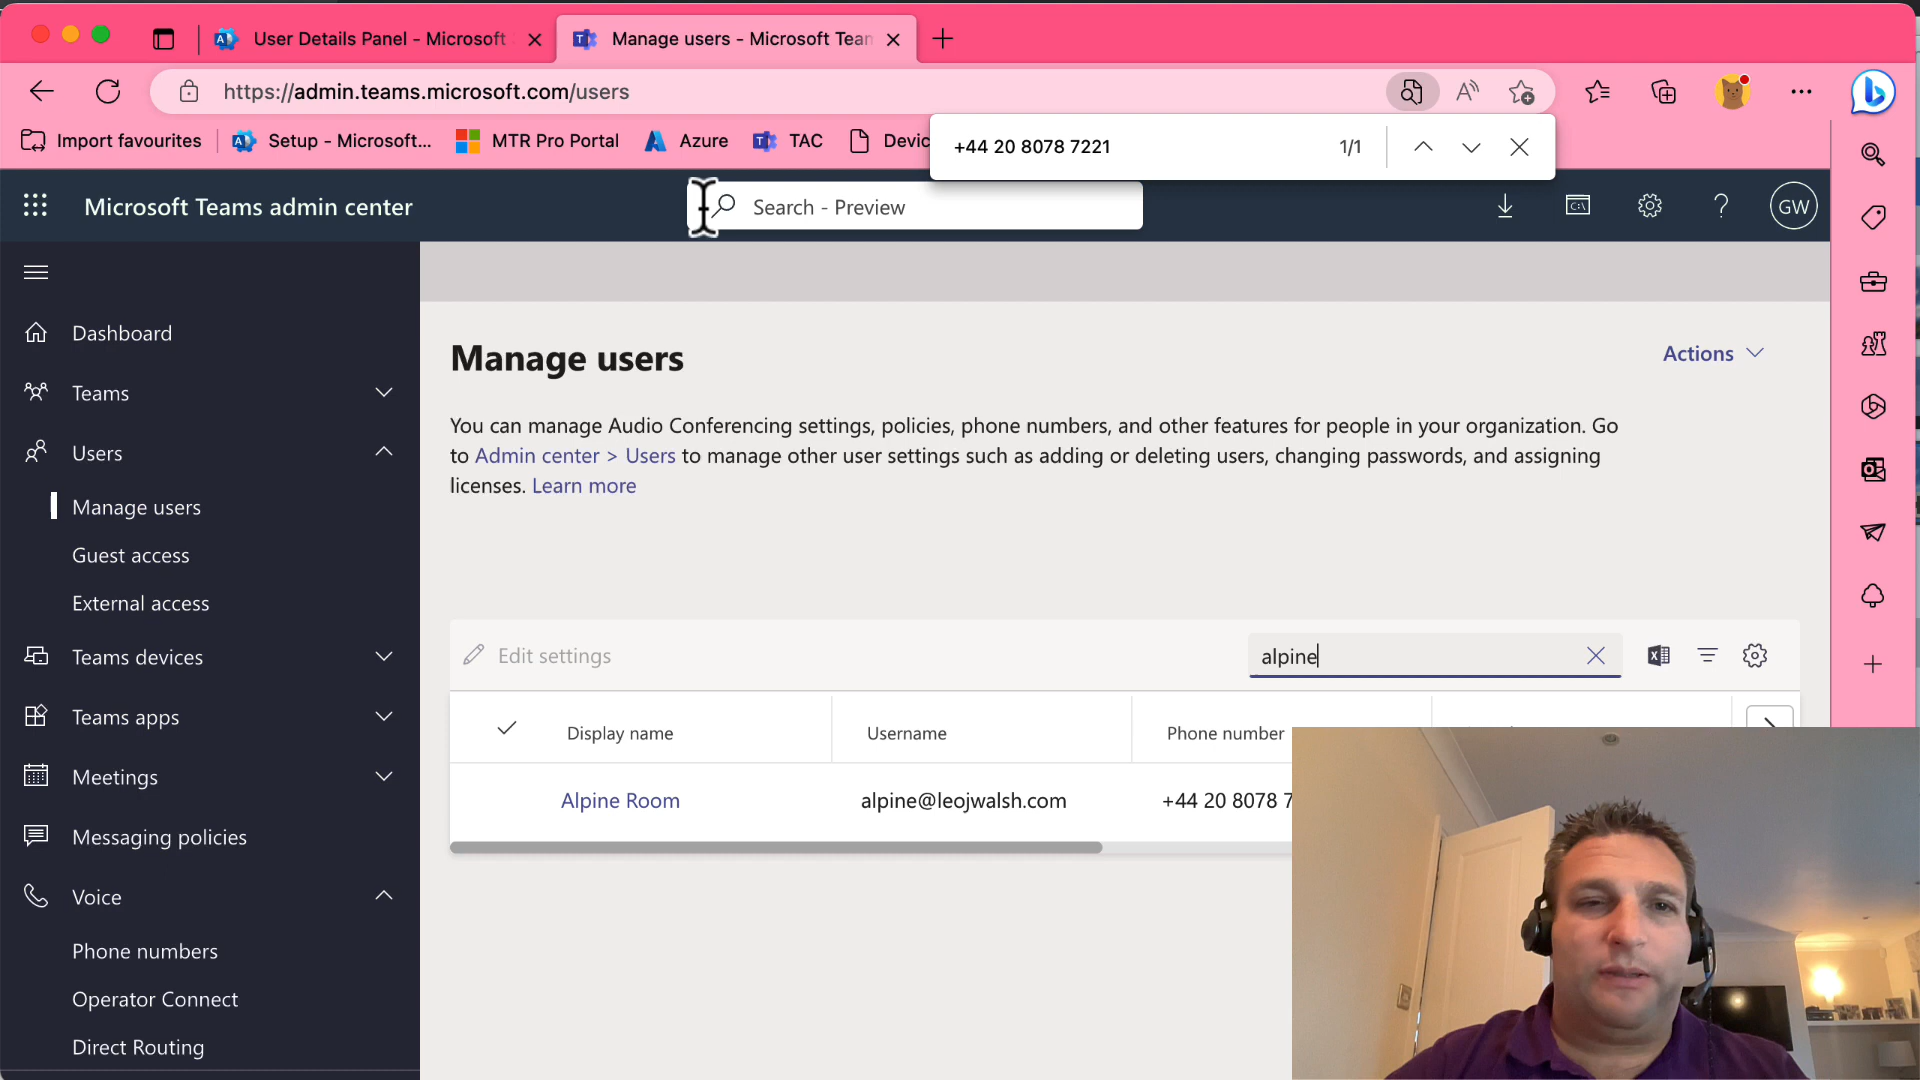 User Details Panel - Microsoft
Manage users - Microsoft Tean
https://admin.teams.microsoft.com/users
Import favourites
Setup - Microsoft...
MTR Pro Portal
Azure
TAC
Devic
+44 20 8078 7221
1/1
Microsoft Teams admin center
Search - Preview
GW
Dashboard
Teams
Users
Manage users
Guest access
External access
Teams devices
Teams apps
Meetings
Messaging policies
Voice
Phone numbers
Operator Connect
Direct Routing
Manage users
Actions
You can manage Audio Conferencing settings, policies, phone numbers, and other features for people in your organization. Go
to Admin center > Users to manage other user settings such as adding or deleting users, changing passwords, and assigning
licenses. Learn more
Edit settings
alpine
Display name
Username
Phone number
Alpine Room
alpine@leojwalsh.com
+44 20 8078 7